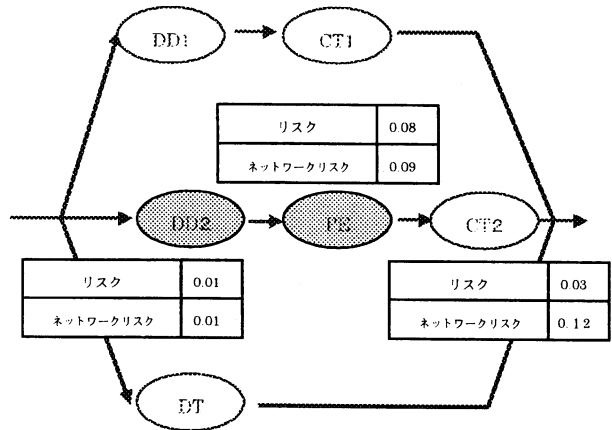 DD1
CT1
リスク 0.08
ネットワークリスク 0.09
DD2
PE
CT2
リスク 0.01
ネットワークリスク 0.01
リスク 0.03
ネットワークリスク 0.12
DT